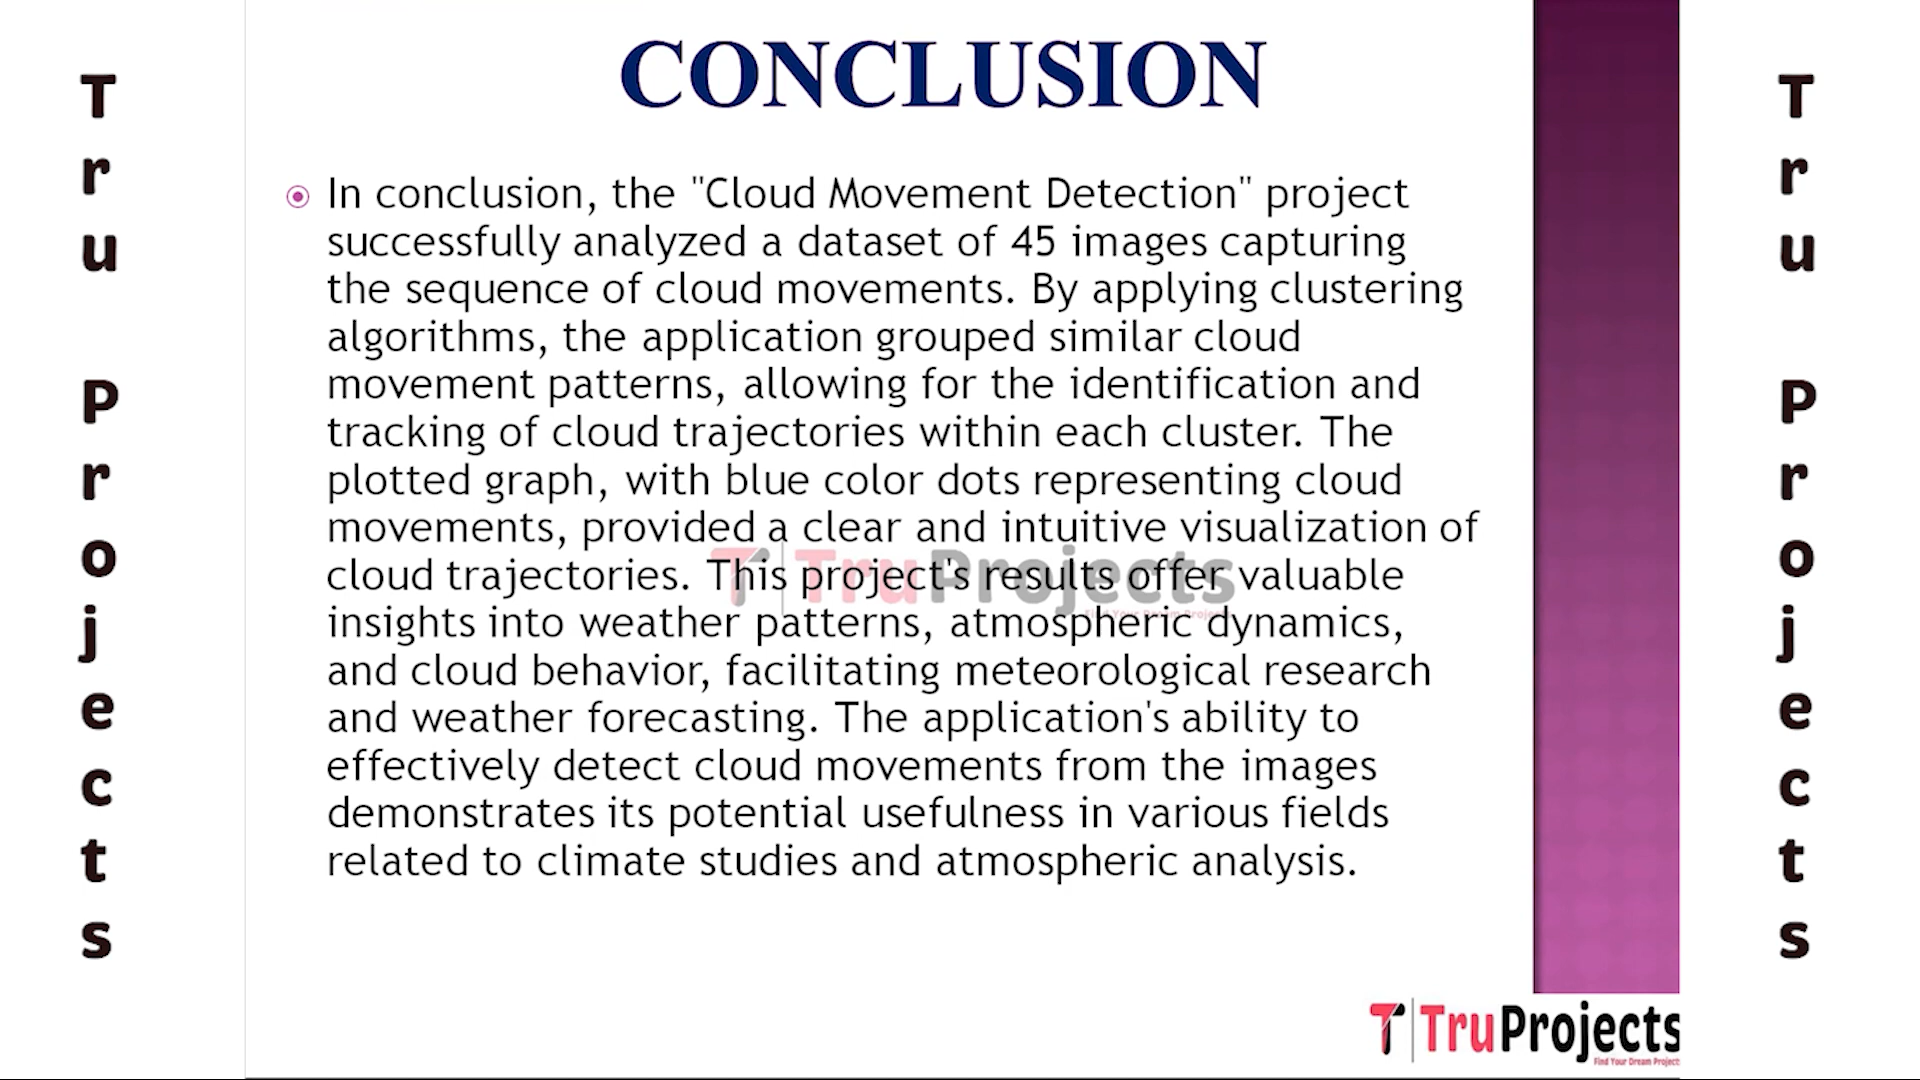 CONCLUSION
In conclusion, the "Cloud Movement Detection" project
successfully analyzed a dataset of 45 images capturing
the sequence of cloud movements. By applying clustering
algorithms, the application grouped similar cloud
movement patterns, allowing for the identification and
tracking of cloud trajectories within each cluster. The
plotted graph, with blue color dots representing cloud
movements, provided a clear and intuitive visualization of
cloud trajectories. This project's results offer valuable
insights into weather patterns, atmospheric dynamics,
and cloud behavior, facilitating meteorological research
and weather forecasting. The application's ability to
effectively detect cloud movements from the images
demonstrates its potential usefulness in various fields
related to climate studies and atmospheric analysis.
Tru Projects
Tru Projects
TruProjects
Find Your Dream Project
TruProjects
Find Your Dream Project